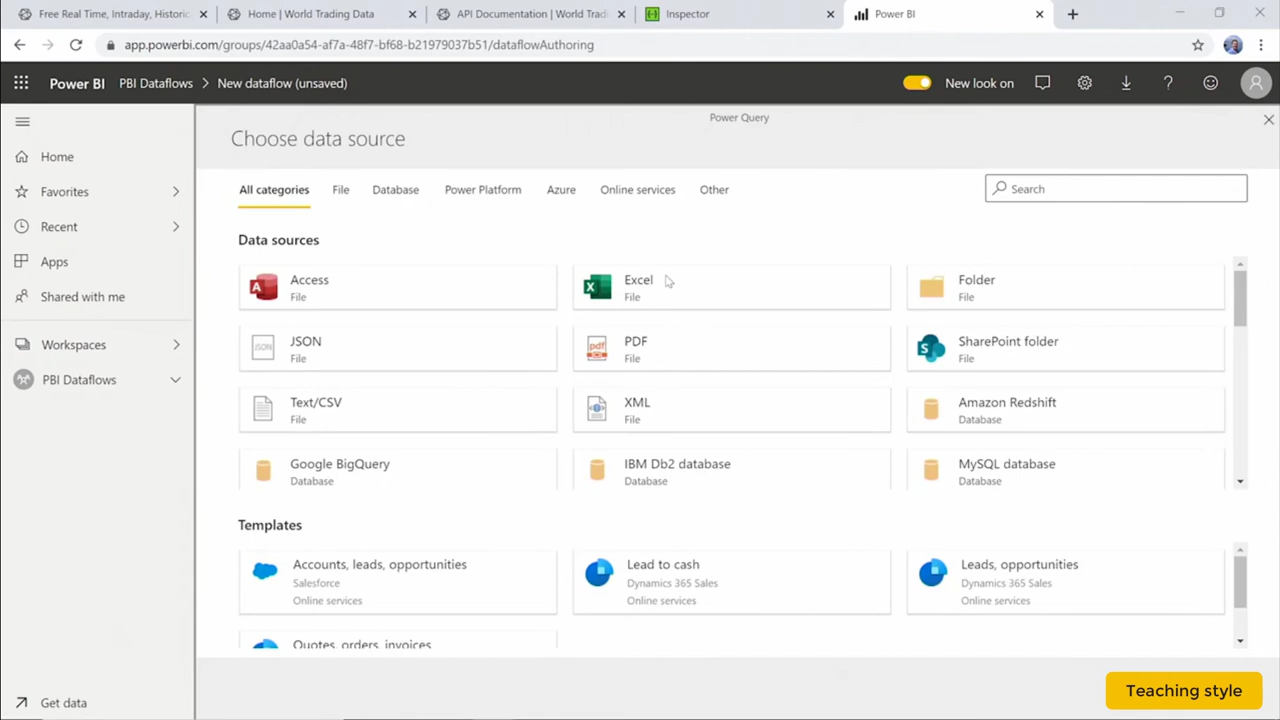 Free Real Time, Intraday, Historic
Home | World Trading Data
API Documentation | World Tradi
Inspector
Power BI
app.powerbi.com/groups/42aa0a54-af7a-48f7-bf68-b21979037b51/dataflowAuthoring
Power BI PBI Dataflows New dataflow (unsaved)
New look on
Power Query
Choose data source
Home
Favorites
Recent
Apps
Shared with me
Workspaces
PBI Dataflows
Get data
All categories File Database Power Platform Azure Online services Other
Search
Data sources
Access
File
Excel
File
Folder
File
JSON
JSON
File
PDF
File
SharePoint folder
File
Text/CSV
File
XML
File
Amazon Redshift
Database
Google BigQuery
Database
IBM Db2 database
Database
MySQL database
Database
Templates
Accounts, leads, opportunities
Salesforce
Online services
Lead to cash
Dynamics 365 Sales
Online services
Leads, opportunities
Dynamics 365 Sales
Online services
Quotes, orders, invoices
Teaching style